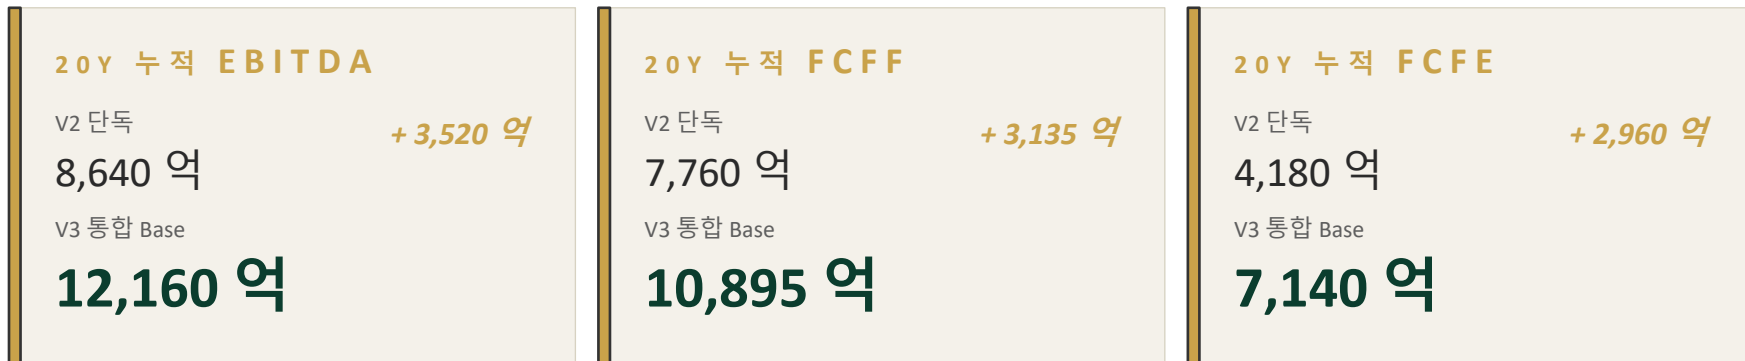 20Y 누적 EBITDA
V2 단독
+ 3,520 억
8,640 억
V3 통합 Base
12,160 억
20Y 누적 FCFF
V2 단독
+ 3,135 억
7,760 억
V3 통합 Base
10,895 억
20Y 누적 FCFE
V2 단독
+ 2,960 억
4,180 억
V3 통합 Base
7,140 억